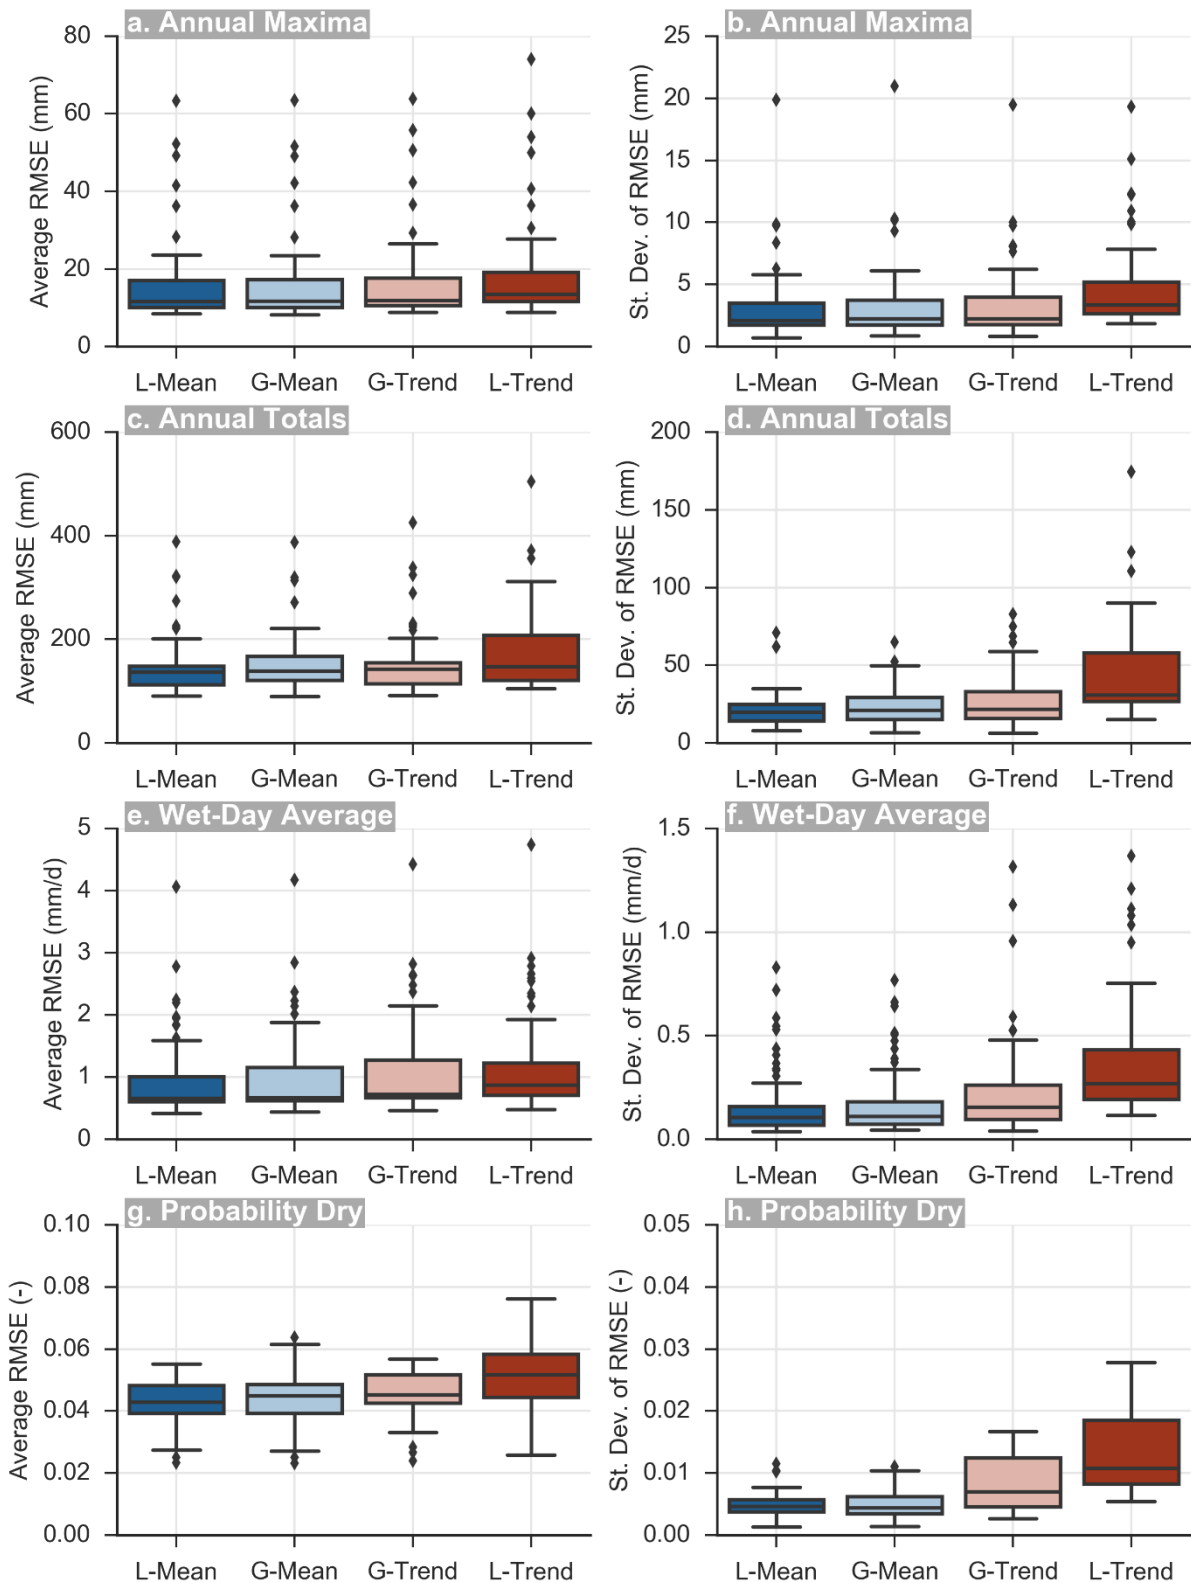 a. Annual Maxima
80
60
40
20
0
Average RMSE (mm)
L-Mean G-Mean G-Trend L-Trend
b. Annual Maxima
25
20
15
10
5
0
St. Dev. of RMSE (mm)
L-Mean G-Mean G-Trend L-Trend
c. Annual Totals
600
400
200
0
Average RMSE (mm)
L-Mean G-Mean G-Trend L-Trend
d. Annual Totals
200
150
100
50
0
St. Dev. of RMSE (mm)
L-Mean G-Mean G-Trend L-Trend
e. Wet-Day Average
5
4
3
2
1
0
Average RMSE (mm/d)
L-Mean G-Mean G-Trend L-Trend
f. Wet-Day Average
1.5
1.0
0.5
0.0
St. Dev. of RMSE (mm/d)
L-Mean G-Mean G-Trend L-Trend
g. Probability Dry
0.10
0.08
0.06
0.04
0.02
0.00
Average RMSE (-)
L-Mean G-Mean G-Trend L-Trend
h. Probability Dry
0.05
0.04
0.03
0.02
0.01
0.00
St. Dev. of RMSE (-)
L-Mean G-Mean G-Trend L-Trend